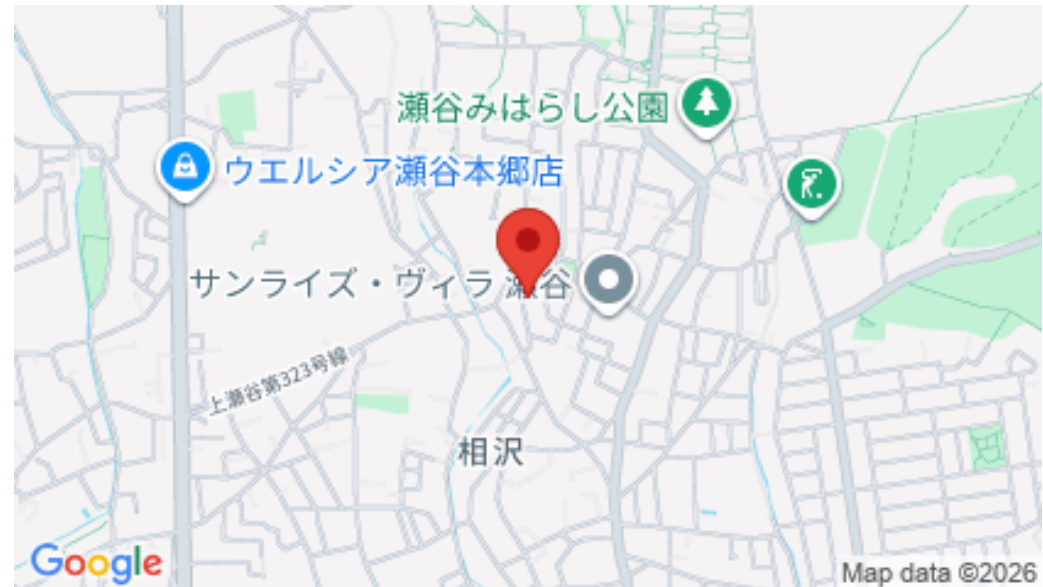 瀬谷みはらし公園
ウエルシア瀬谷本郷店
サンライズ・ヴィラ 瀬谷
上瀬谷第323号線
相沢
Google
Map data ©2026